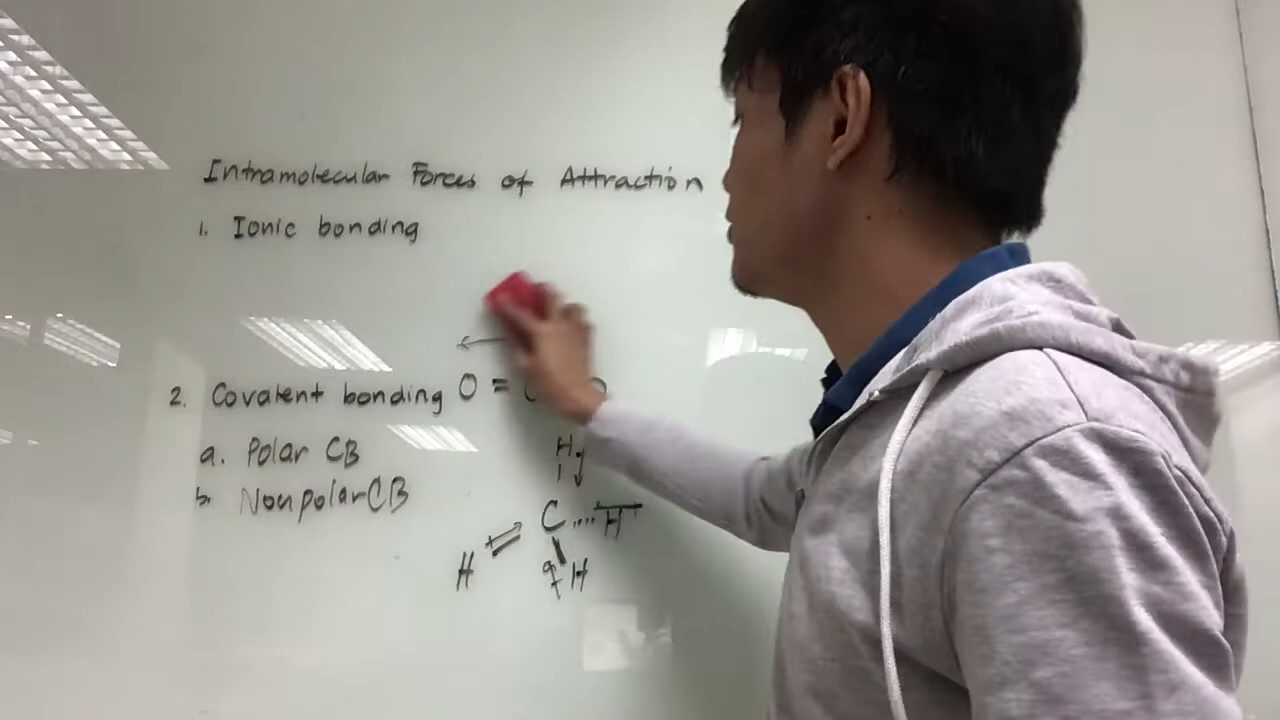 Intramolecular Forces of Attraction
1. Ionic bonding
2. Covalent bonding O =
a. Polar CB
b. Nonpolar CB
H
C .... H
H H